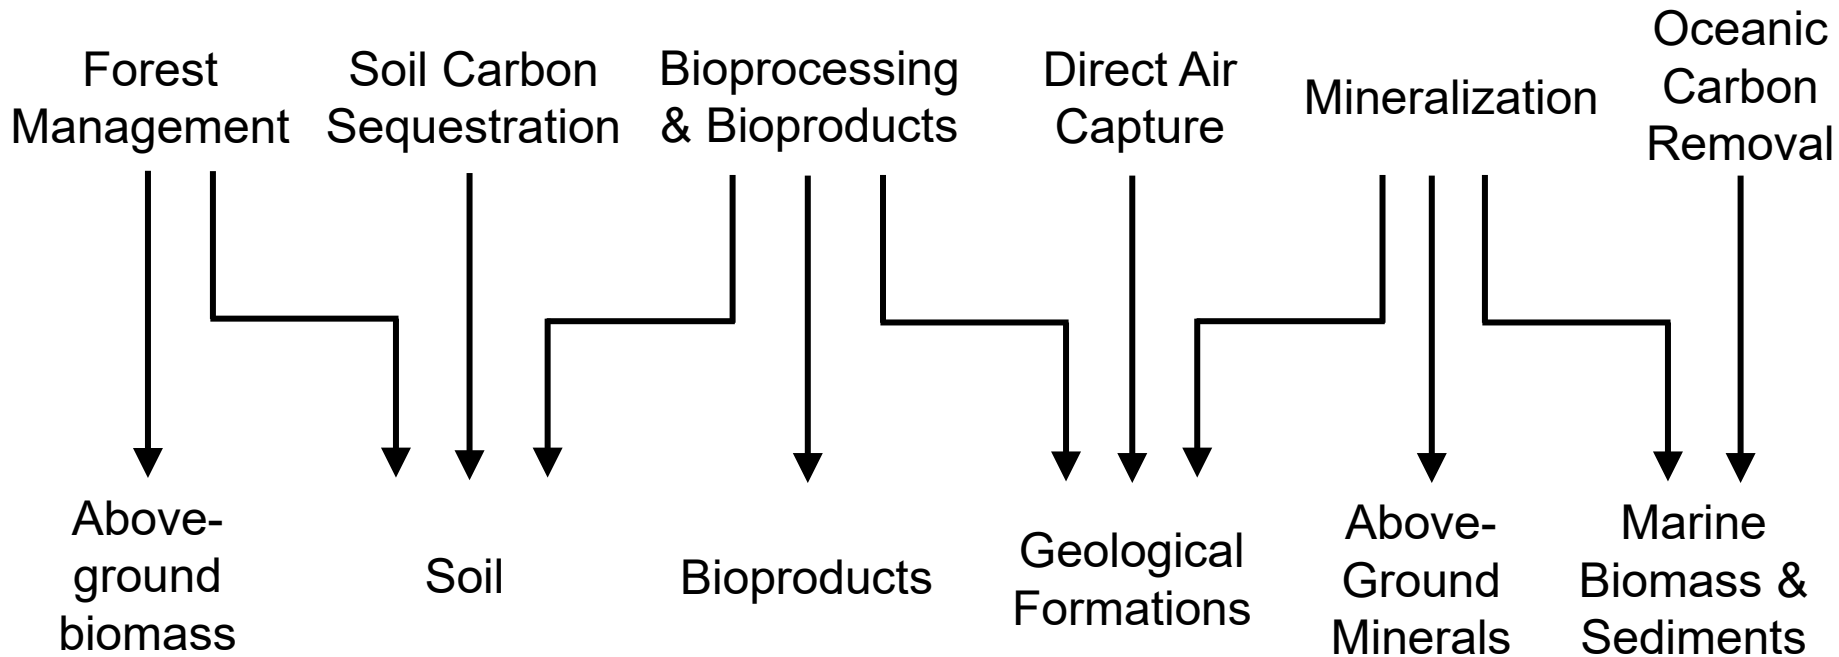 Forest
Management
Soil Carbon
Sequestration
Bioprocessing
& Bioproducts
Direct Air
Capture
Mineralization
Oceanic
Carbon
Removal
Above-
ground
biomass
Soil
Bioproducts
Geological
Formations
Above-
Ground
Minerals
Marine
Biomass &
Sediments